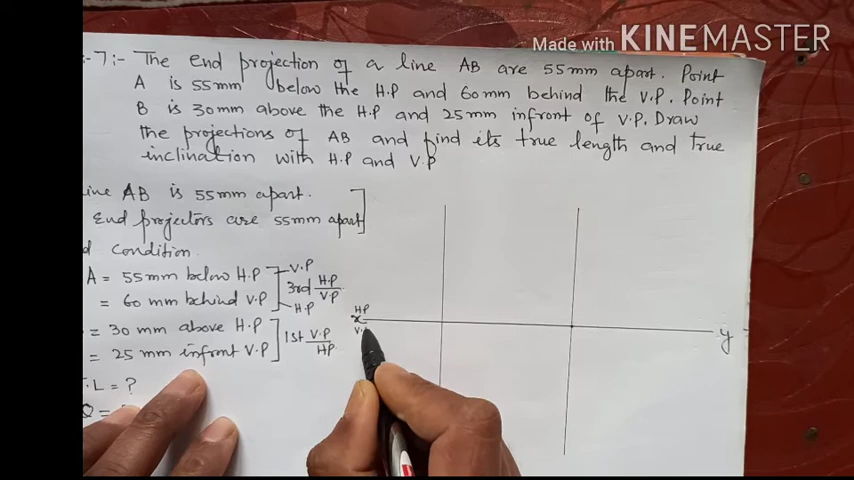 Made with KINEMASTER
:-7:- The end projection of a line AB are 55mm apart. Point
A is 55mm below the H.P and 60mm behind the V.P. Point
B is 30mm above the H.P and 25mm infront of V.P. Draw
the projections of AB and find its true length and True
inclination with H.P and V.P
Line AB is 55mm apart.
End projectors are 55mm apart
d condition.
A = 55mm below H.P
= 60 mm behind V.P
V.P
3rd H.P/V.P
H.P
= 30 mm above H.P
= 25 mm infront V.P
1st V.P/HP
T.L = ?
θ =
HP
x
V.
y